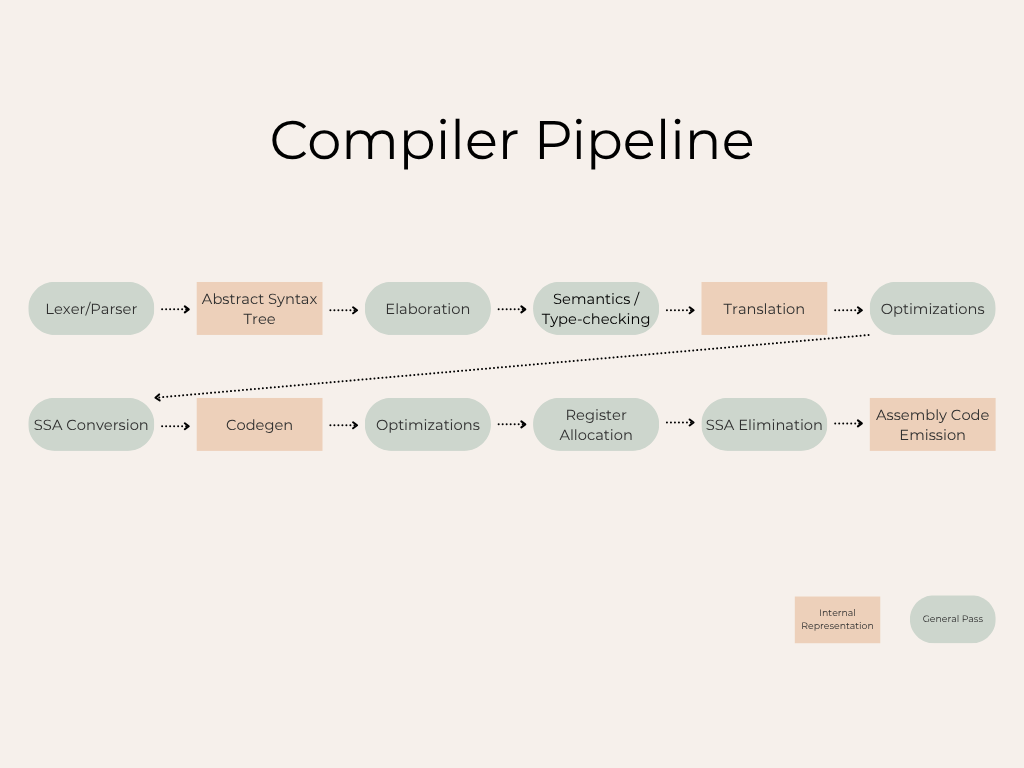 Compiler Pipeline
Lexer/Parser
Abstract Syntax
Tree
Elaboration
Semantics /
Type-checking
Translation
Optimizations
SSA Conversion
Codegen
Optimizations
Register
Allocation
SSA Elimination
Assembly Code
Emission
Internal
Representation
General Pass